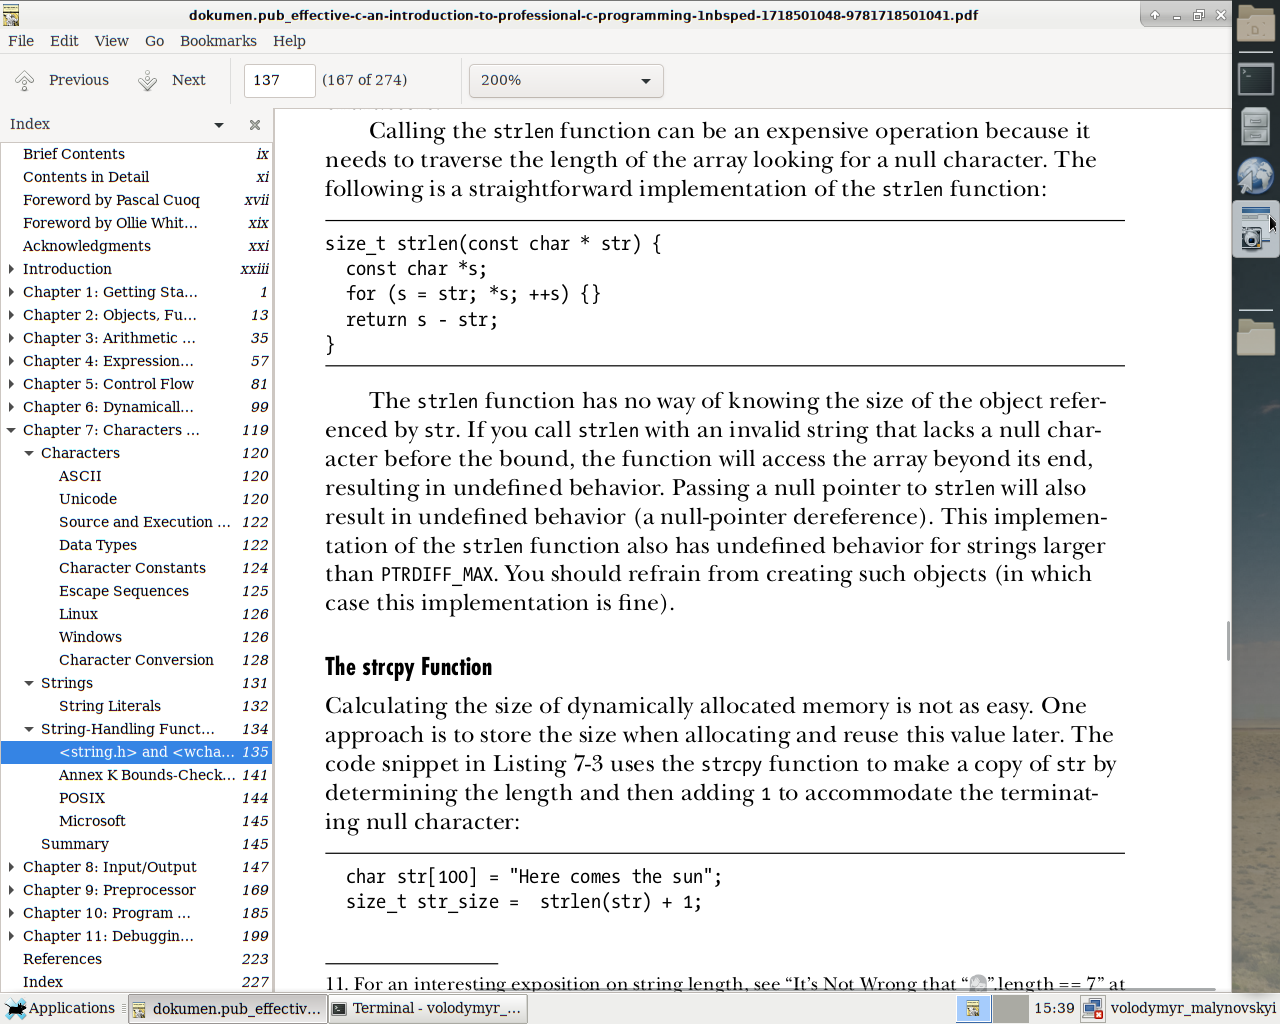 dokumen.pub_effective-c-an-introduction-to-professional-c-programming-1nbsped-1718501048-9781718501041.pdf
File Edit View Go Bookmarks Help
Previous Next 137 (167 of 274) 200%
Index
Brief Contents ix
Contents in Detail xi
Foreword by Pascal Cuoq xvii
Foreword by Ollie Whit... xix
Acknowledgments xxi
Introduction xxiii
Chapter 1: Getting Sta... 1
Chapter 2: Objects, Fu... 13
Chapter 3: Arithmetic ... 35
Chapter 4: Expression... 57
Chapter 5: Control Flow 81
Chapter 6: Dynamicall... 99
Chapter 7: Characters ... 119
Characters 120
ASCII 120
Unicode 120
Source and Execution ... 122
Data Types 122
Character Constants 124
Escape Sequences 125
Linux 126
Windows 126
Character Conversion 128
Strings 131
String Literals 132
String-Handling Funct... 134
<string.h> and <wcha... 135
Annex K Bounds-Check... 141
POSIX 144
Microsoft 145
Summary 145
Chapter 8: Input/Output 147
Chapter 9: Preprocessor 169
Chapter 10: Program ... 185
Chapter 11: Debuggin... 199
References 223
Index 227
Calling the strlen function can be an expensive operation because it
needs to traverse the length of the array looking for a null character. The
following is a straightforward implementation of the strlen function:
size_t strlen(const char * str) {
const char *s;
for (s = str; *s; ++s) {}
return s - str;
}
The strlen function has no way of knowing the size of the object refer-
enced by str. If you call strlen with an invalid string that lacks a null char-
acter before the bound, the function will access the array beyond its end,
resulting in undefined behavior. Passing a null pointer to strlen will also
result in undefined behavior (a null-pointer dereference). This implemen-
tation of the strlen function also has undefined behavior for strings larger
than PTRDIFF_MAX. You should refrain from creating such objects (in which
case this implementation is fine).
The strcpy Function
Calculating the size of dynamically allocated memory is not as easy. One
approach is to store the size when allocating and reuse this value later. The
code snippet in Listing 7-3 uses the strcpy function to make a copy of str by
determining the length and then adding 1 to accommodate the terminat-
ing null character:
char str[100] = "Here comes the sun";
size_t str_size = strlen(str) + 1;
11. For an interesting exposition on string length, see “It’s Not Wrong that “ ”.length == 7” at
Applications dokumen.pub_effectiv... Terminal - volodymyr_... 15:39 volodymyr_malynovskyi